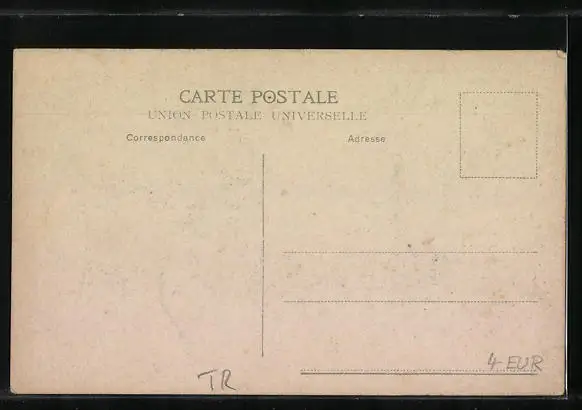 CARTE POSTALE
UNION POSTALE UNIVERSELLE
Correspondance
Adresse
4 EUR
TR